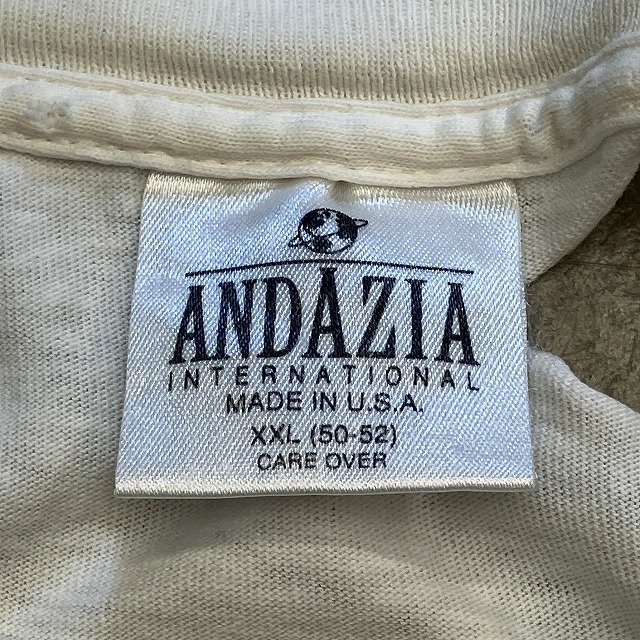 ANDAZIA
INTERNATIONAL
MADE IN U.S.A.
XXL (50-52)
CARE OVER